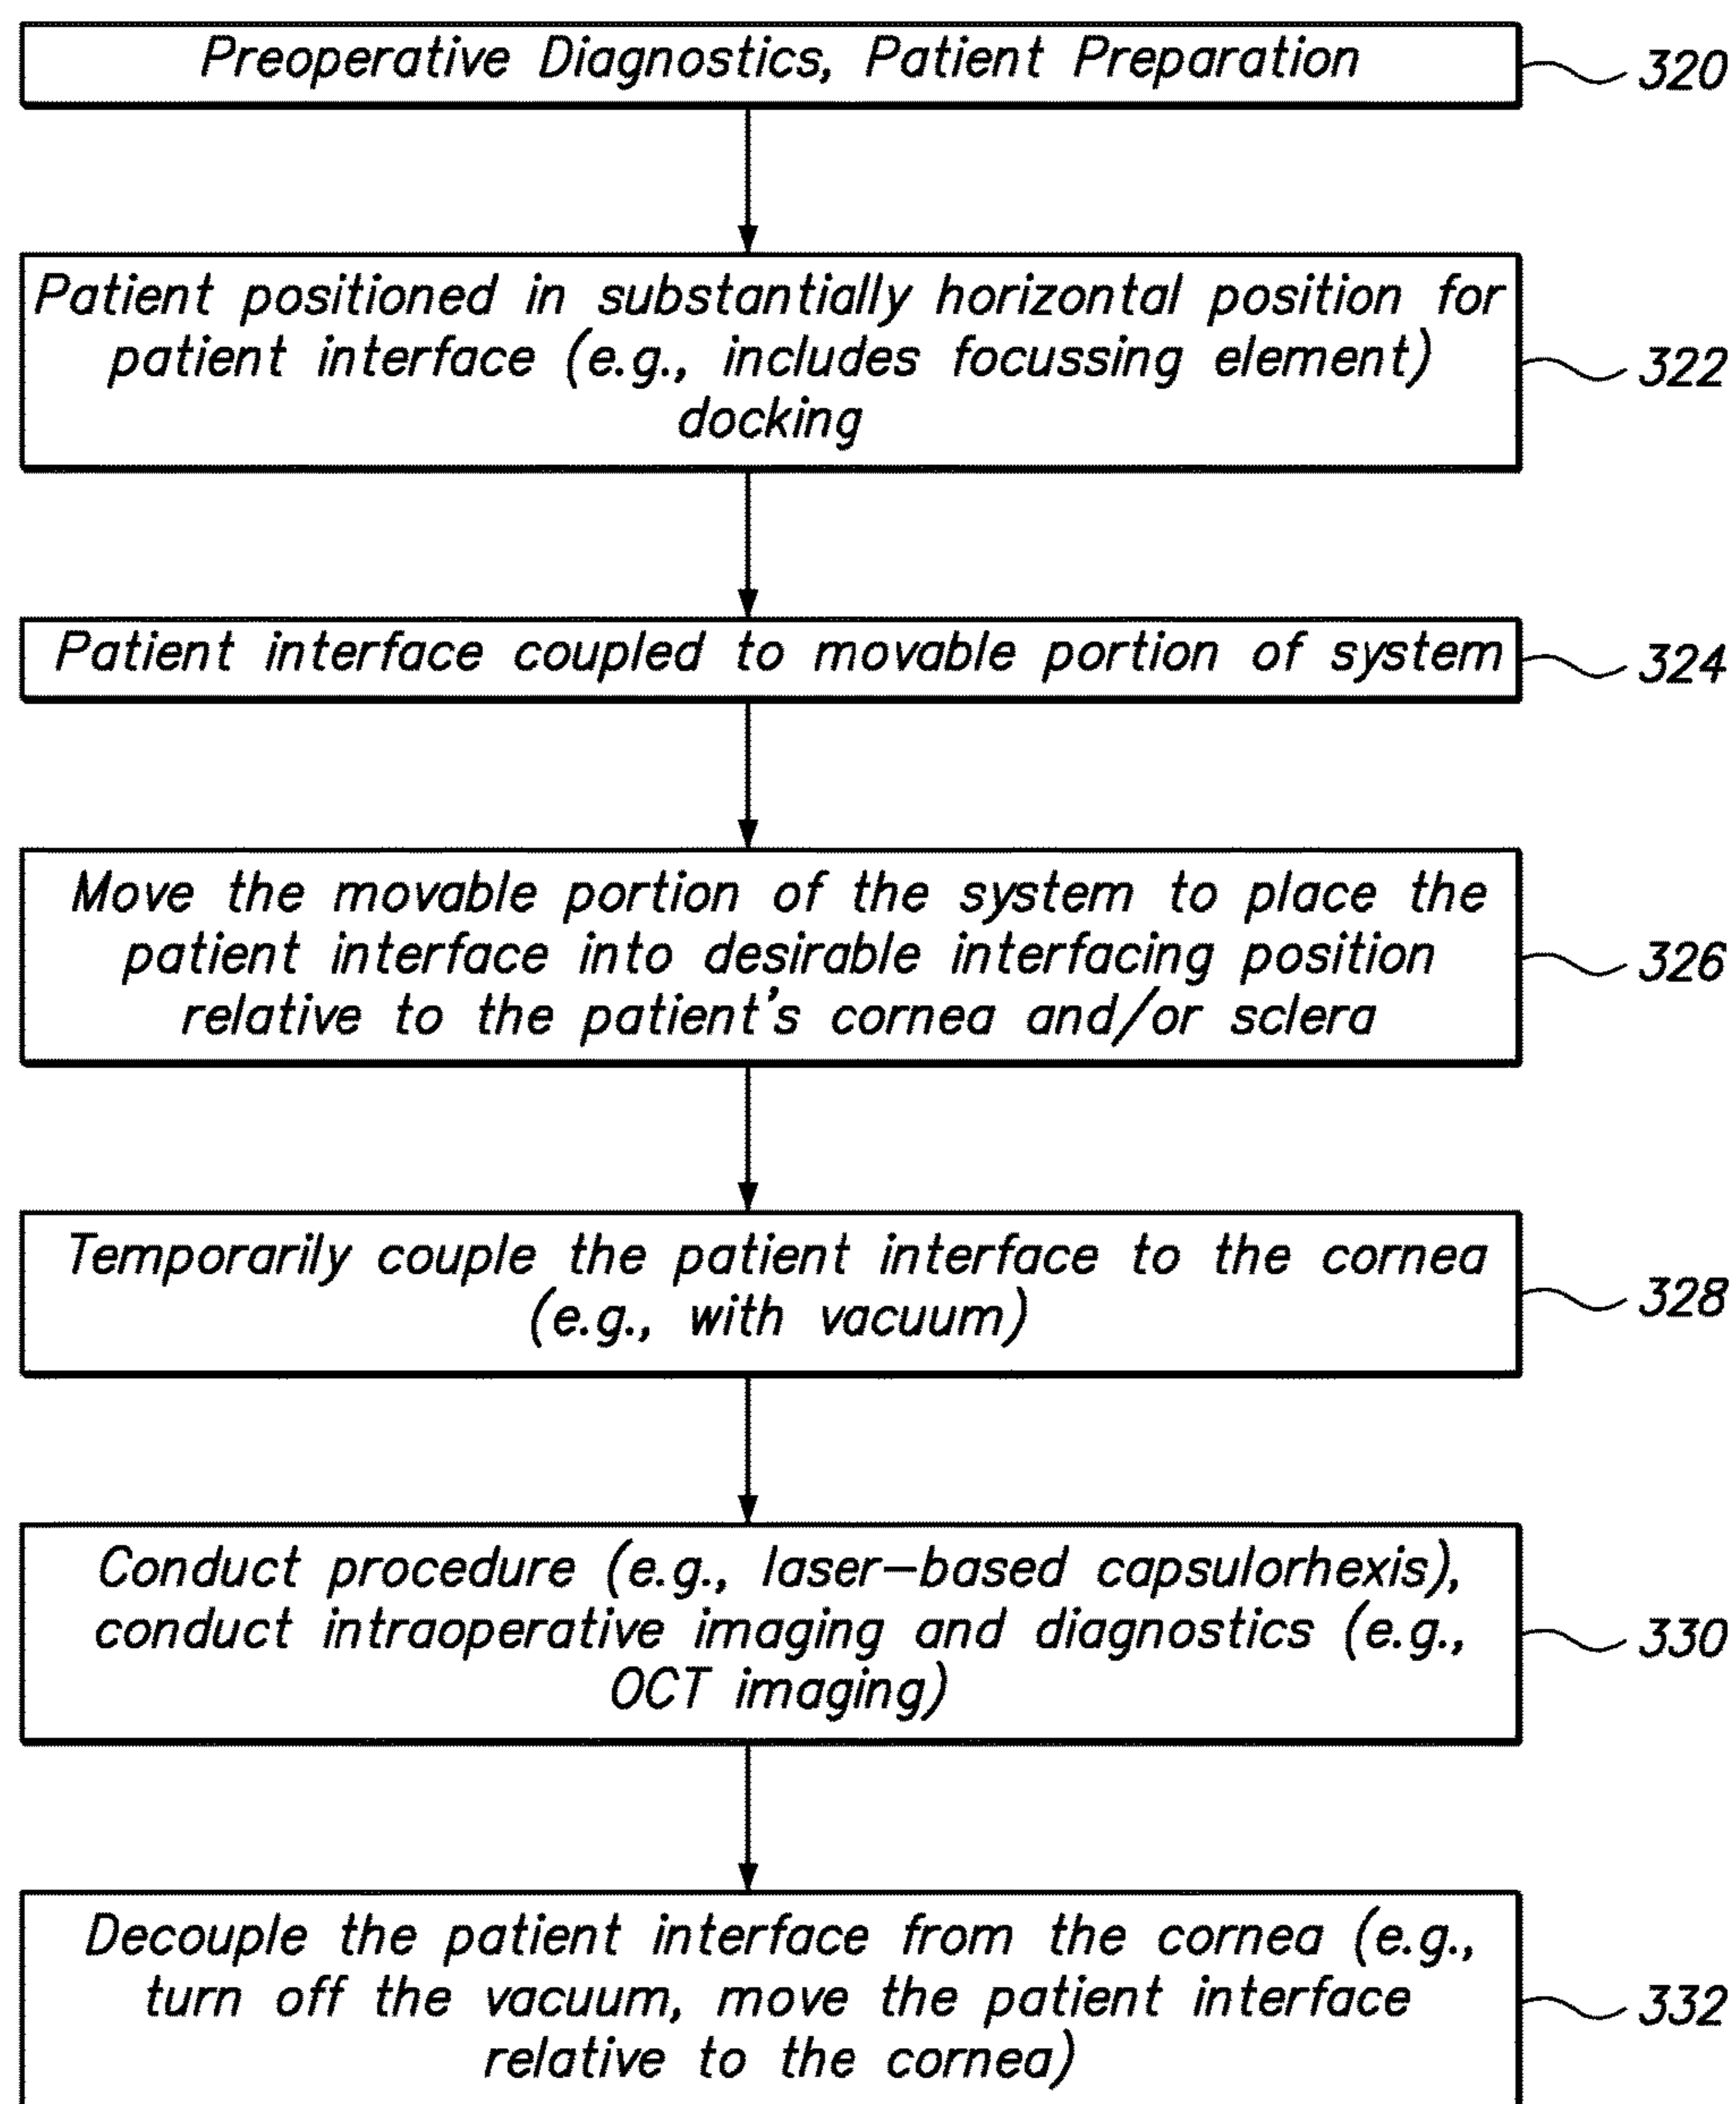 Preoperative Diagnostics, Patient Preparation
320
Patient positioned in substantially horizontal position for
patient interface (e.g., includes focussing element)
docking
322
Patient interface coupled to movable portion of system
324
Move the movable portion of the system to place the
patient interface into desirable interfacing position
relative to the patient's cornea and/or sclera
326
Temporarily couple the patient interface to the cornea
(e.g., with vacuum)
328
Conduct procedure (e.g., laser-based capsulorhexis),
conduct intraoperative imaging and diagnostics (e.g.,
OCT imaging)
330
Decouple the patient interface from the cornea (e.g.,
turn off the vacuum, move the patient interface
relative to the cornea)
332